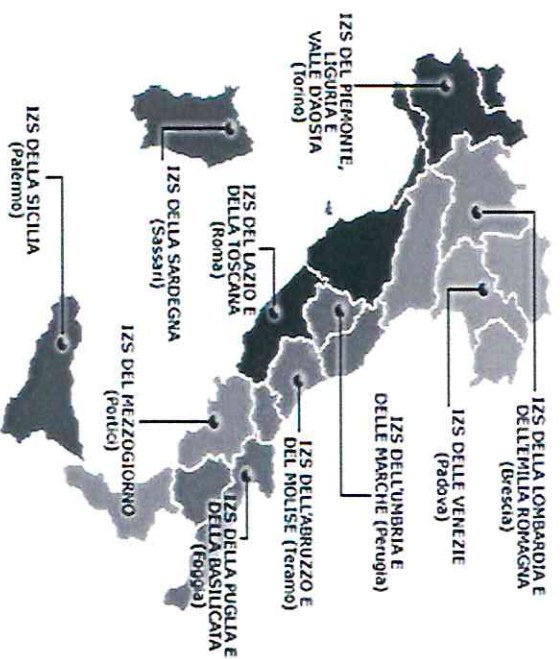 IZS DEL PIEMONTE,
LIGURIA E
VALLE D'AOSTA
(Torino)
IZS DELLA LOMBARDIA E
DELL'EMILIA ROMAGNA
(Brescia)
IZS DELLE VENEZIE
(Padova)
IZS DELL'UMBRIA E
DELLE MARCHE (Perugia)
IZS DEL LAZIO E
DELLA TOSCANA
(Roma)
IZS DELL'ABRUZZO E
DEL MOLISE (Teramo)
IZS DELLA SARDEGNA
(Sassari)
IZS DELLA PUGLIA E
DELLA BASILICATA
(Foggia)
IZS DEL MEZZOGIORNO
(Portici)
IZS DELLA SICILIA
(Palermo)